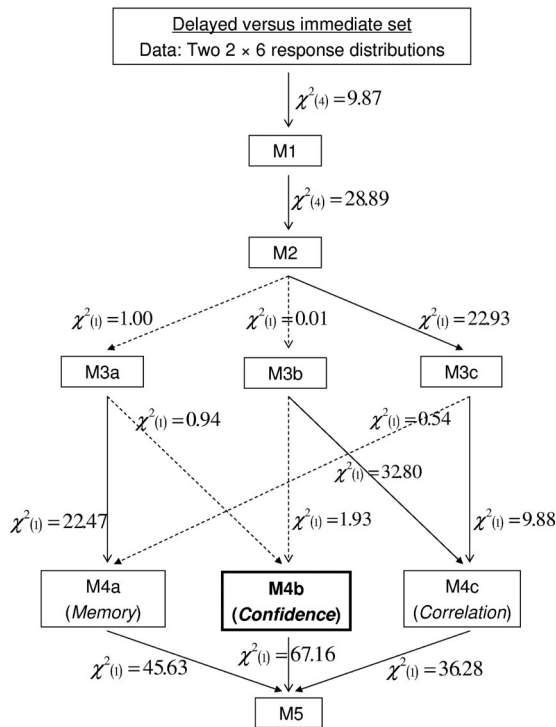 Delayed versus immediate set
Data: Two 2 × 6 response distributions
χ²(4)=9.87
M1
χ²(4)=28.89
M2
χ²(1)=1.00
χ²(1)=0.01
χ²(1)=22.93
M3a
M3b
M3c
χ²(1)=0.94
χ²(1)=0.54
χ²(1)=32.80
χ²(1)=22.47
χ²(1)=1.93
χ²(1)=9.88
M4a
(Memory)
M4b
(Confidence)
M4c
(Correlation)
χ²(1)=45.63
χ²(1)=67.16
χ²(1)=36.28
M5